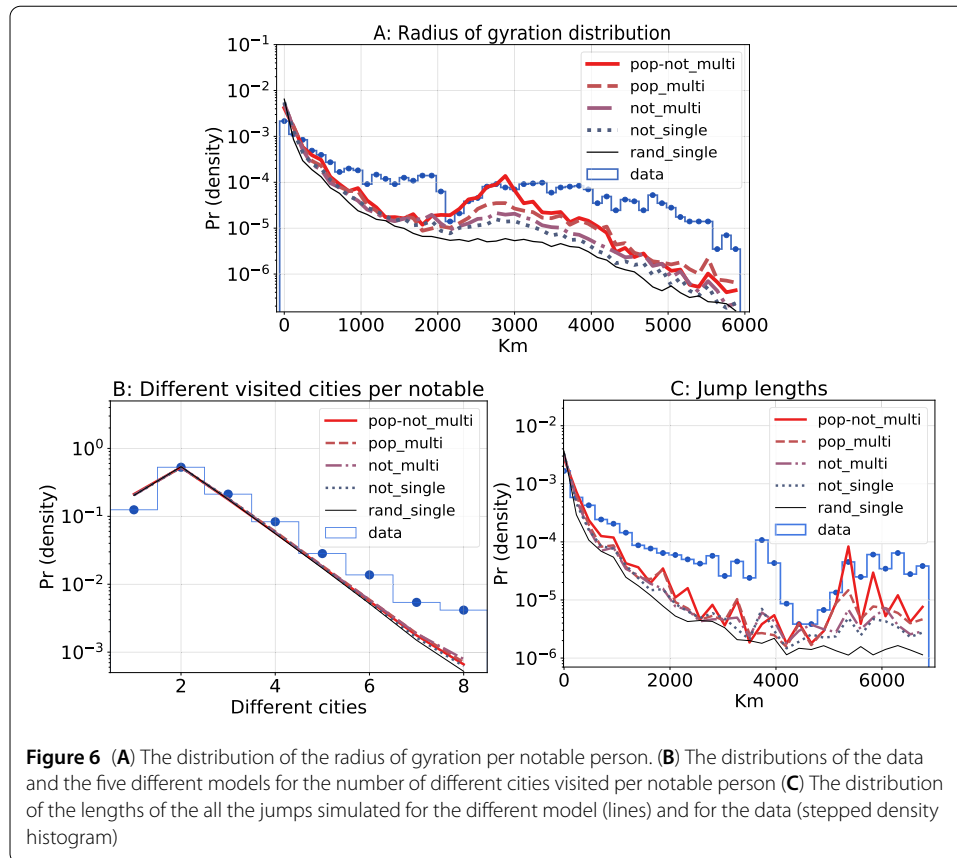 A: Radius of gyration distribution
10⁻¹
10⁻²
10⁻³
10⁻⁴
10⁻⁵
10⁻⁶
Pr (density)
pop-not_multi
pop_multi
not_multi
not_single
rand_single
data
0 1000 2000 3000 4000 5000 6000
Km
B: Different visited cities per notable
10⁰
10⁻¹
10⁻²
10⁻³
Pr (density)
pop-not_multi
pop_multi
not_multi
not_single
rand_single
data
2 4 6 8
Different cities
C: Jump lengths
10⁻²
10⁻³
10⁻⁴
10⁻⁵
10⁻⁶
Pr (density)
pop-not_multi
pop_multi
not_multi
not_single
rand_single
data
0 2000 4000 6000
Km
Figure 6 (A) The distribution of the radius of gyration per notable person. (B) The distributions of the data
and the five different models for the number of different cities visited per notable person (C) The distribution
of the lengths of the all the jumps simulated for the different model (lines) and for the data (stepped density
histogram)